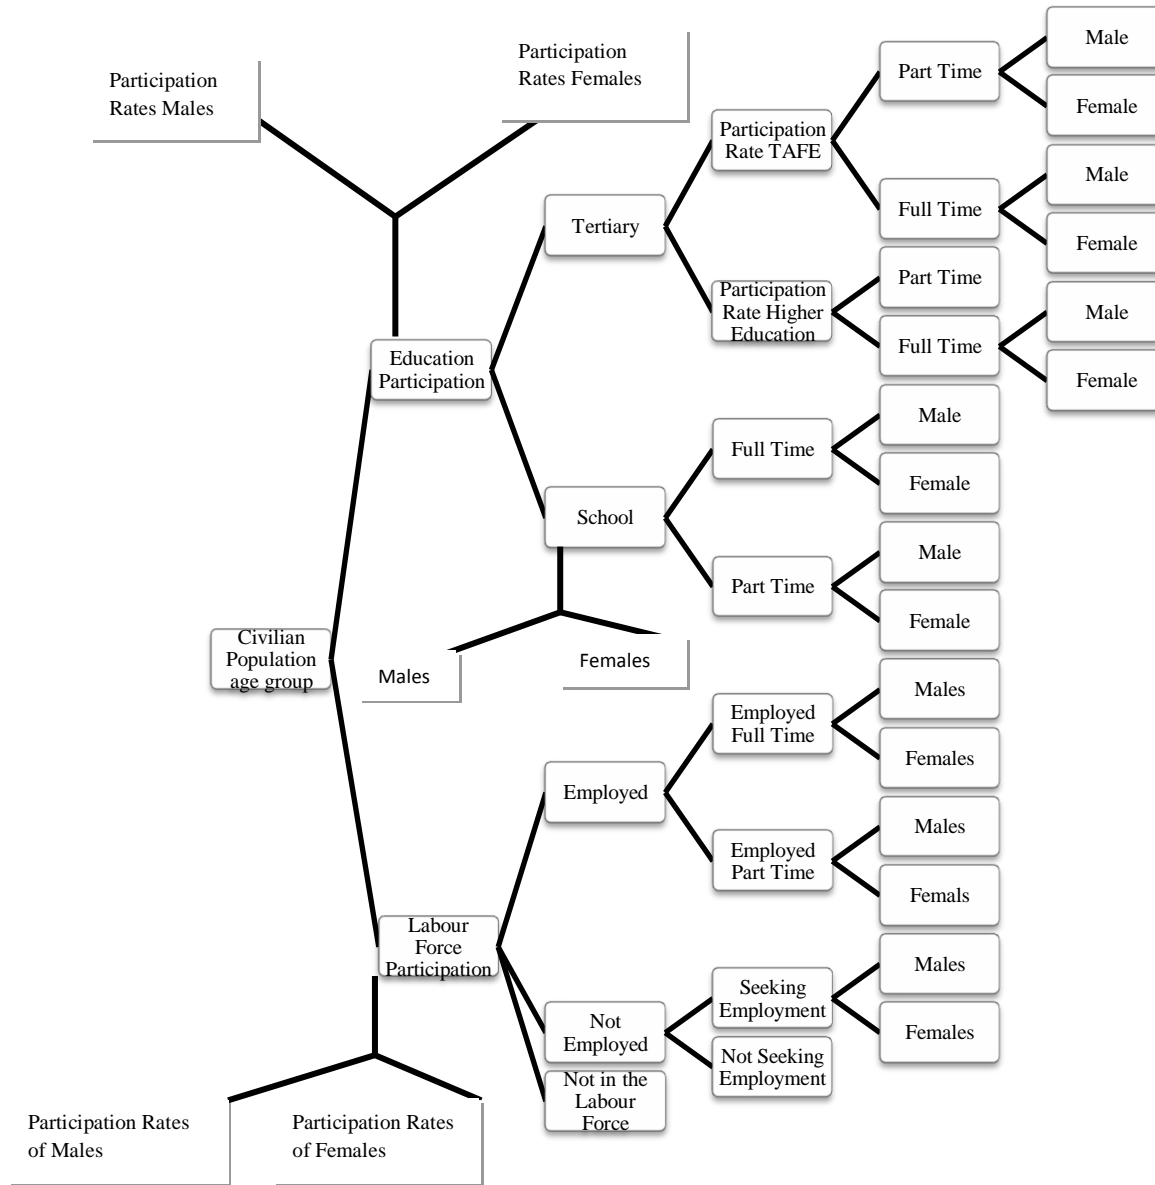 Participation
Rates Males
Participation
Rates Females
Civilian
Population
age group
Education
Participation
Tertiary
Participation
Rate TAFE
Part Time
Male
Female
Full Time
Male
Female
Participation
Rate Higher
Education
Part Time
Full Time
Male
Female
School
Males
Females
Full Time
Male
Female
Part Time
Male
Female
Labour
Force
Participation
Participation Rates
of Males
Participation Rates
of Females
Employed
Employed
Full Time
Males
Females
Employed
Part Time
Males
Femals
Not
Employed
Seeking
Employment
Males
Females
Not Seeking
Employment
Not in the
Labour
Force